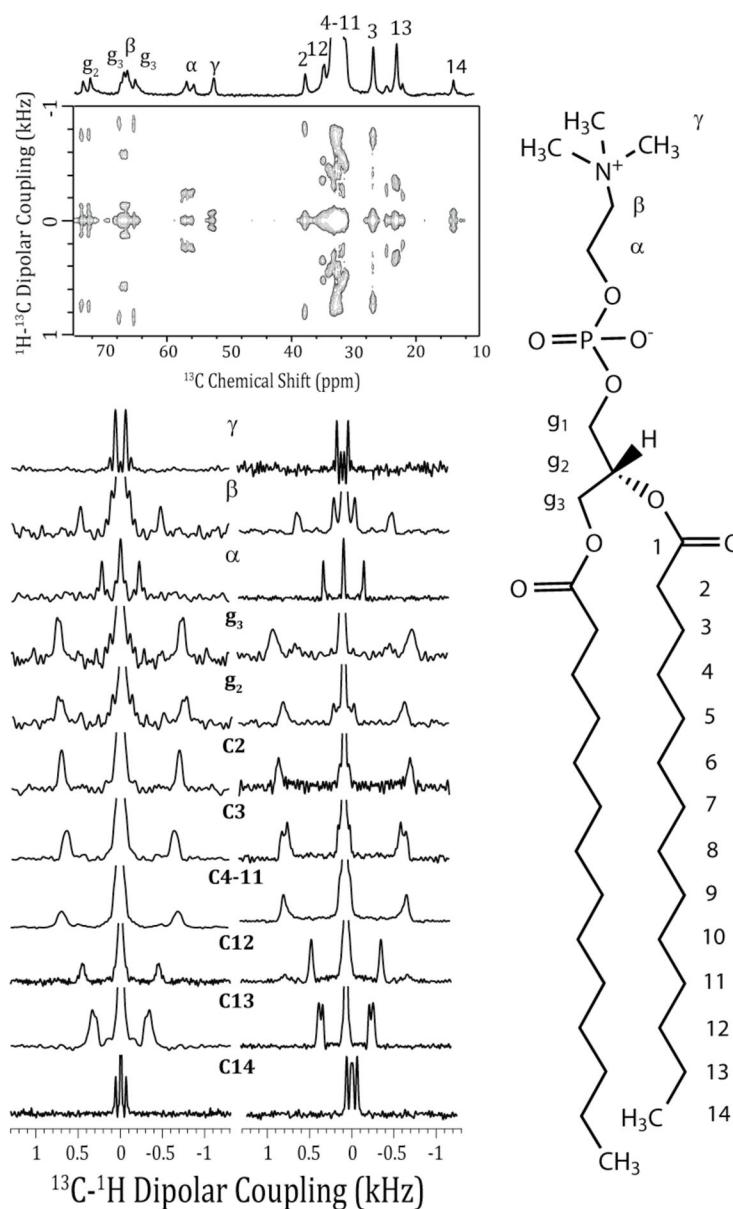 4-11
3
13
β
g₃
g₂
g₃
α
γ
2
12
14
-1
0
1
¹H-¹³C Dipolar Coupling (kHz)
70 60 50 40 30 20 10
¹³C Chemical Shift (ppm)
γ
β
α
g₃
g₂
C2
C3
C4-11
C12
C13
C14
1 0.5 0 -0.5 -1
1 0.5 0 -0.5 -1
¹³C-¹H Dipolar Coupling (kHz)
CH₃
γ
H₃C
CH₃
N⁺
β
α
O
O
P
O⁻
O
g₁
H
g₂
g₃
O
O
1
O
O
2
3
4
5
6
7
8
9
10
11
12
13
H₃C
14
CH₃